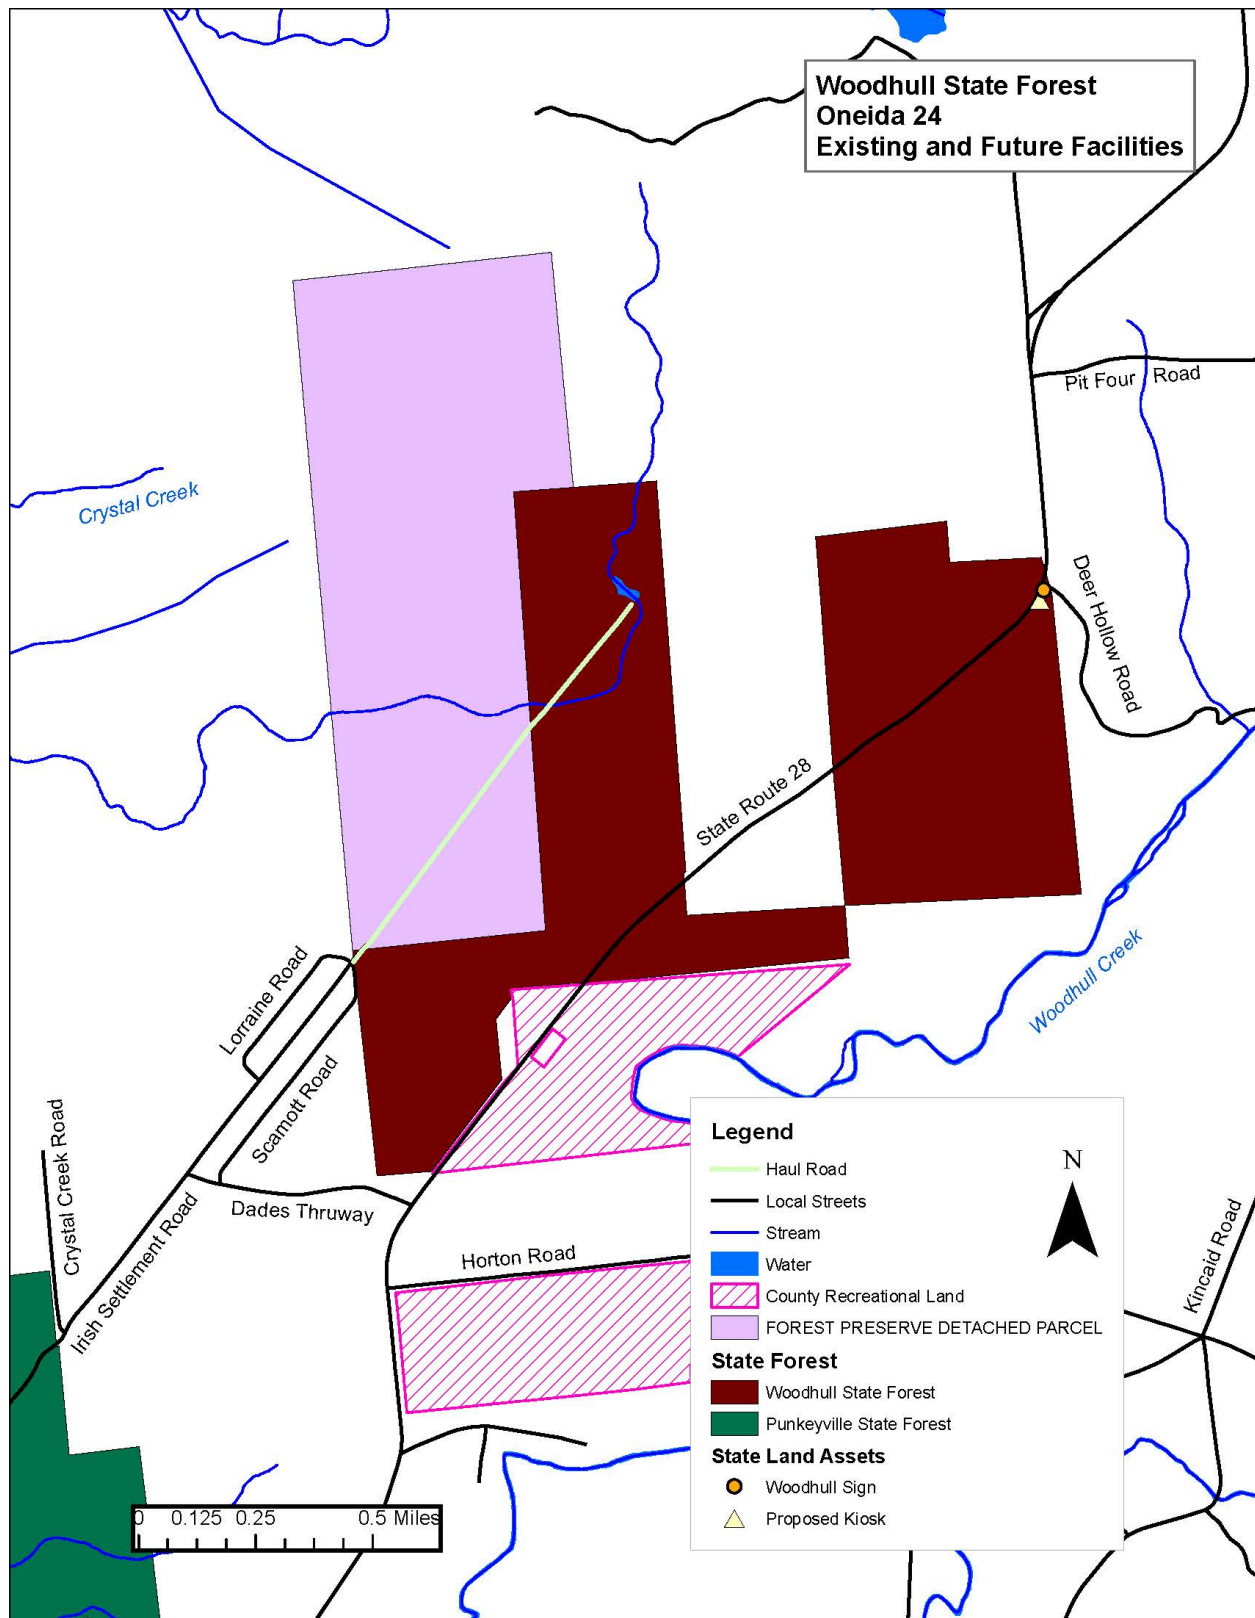 Woodhull State Forest
Oneida 24
Existing and Future Facilities
Pit Four Road
Crystal Creek
Deer Hollow Road
State Route 28
Woodhull Creek
Lorraine Road
Scamott Road
Crystal Creek Road
Irish Settlement Road
Dades Thruway
Horton Road
Kincaid Road
Legend
N
Haul Road
Local Streets
Stream
Water
County Recreational Land
FOREST PRESERVE DETACHED PARCEL
State Forest
Woodhull State Forest
Punkeyville State Forest
State Land Assets
Woodhull Sign
Proposed Kiosk
0 0.125 0.25 0.5 Miles